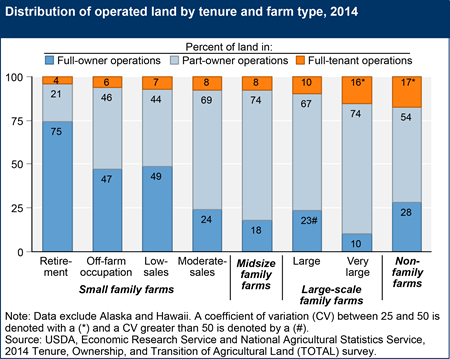 Distribution of operated land by tenure and farm type, 2014
Percent of land in:
Full-owner operations Part-owner operations Full-tenant operations
100 4 6 7 8 8 10 16* 17*
21 46 44 69 74 67 74 54
75 75
50 47 49
25 24 18 23# 10 28
0
Retire- Off-farm Low- Moderate- Midsize Large Very Non-
ment occupation sales sales family large family
Small family farms farms Large-scale farms
family farms
Note: Data exclude Alaska and Hawaii. A coefficient of variation (CV) between 25 and 50 is
denoted with a (*) and a CV greater than 50 is denoted by a (#).
Source: USDA, Economic Research Service and National Agricultural Statistics Service,
2014 Tenure, Ownership, and Transition of Agricultural Land (TOTAL) survey.